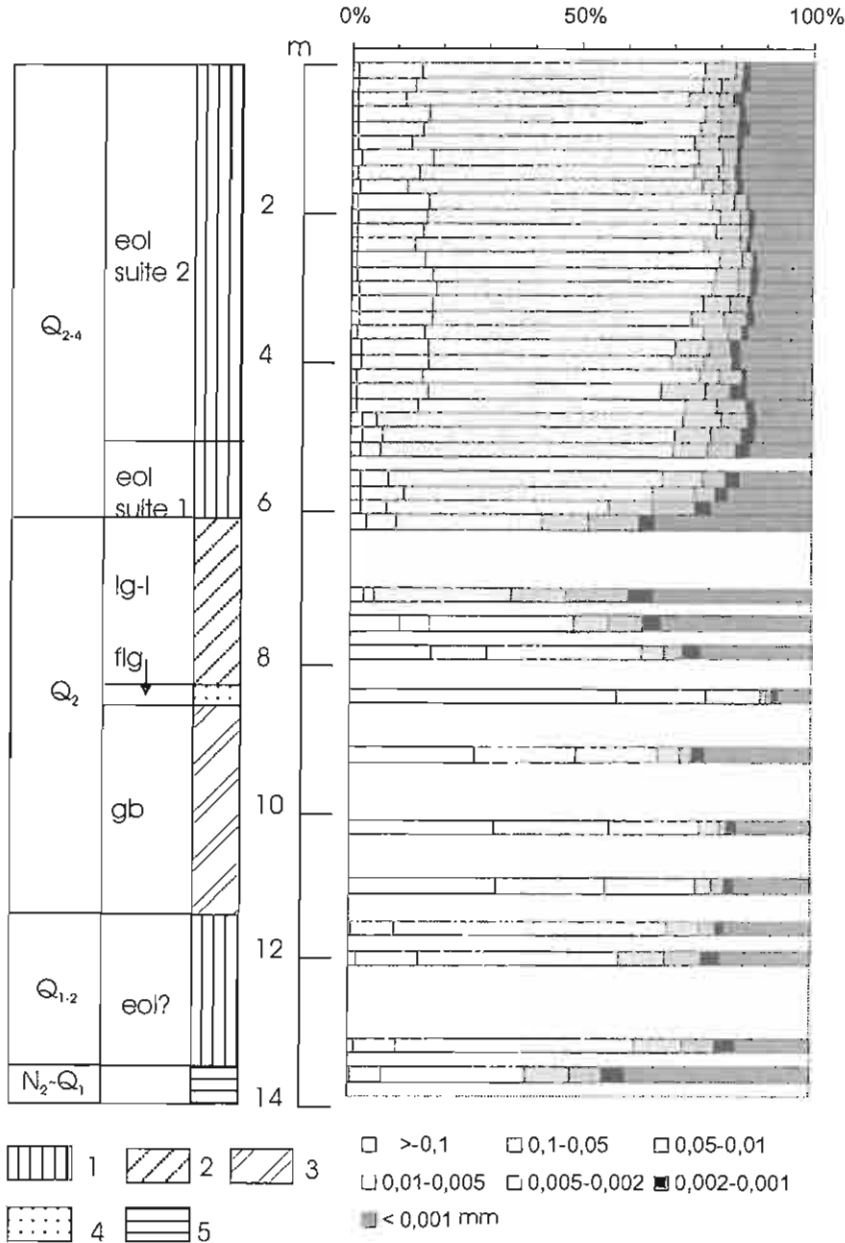 0% 50% 100%
m
eol
suite 2
2
Q2-4
4
eol
suite 1
6
lg-l
8
flg
Q2
10
gb
12
Q1-2
eol?
N2-Q1
14
1 2 3
4 5
>-0,1 0,1-0,05 0,05-0,01
0,01-0,005 0,005-0,002 0,002-0,001
< 0,001 mm